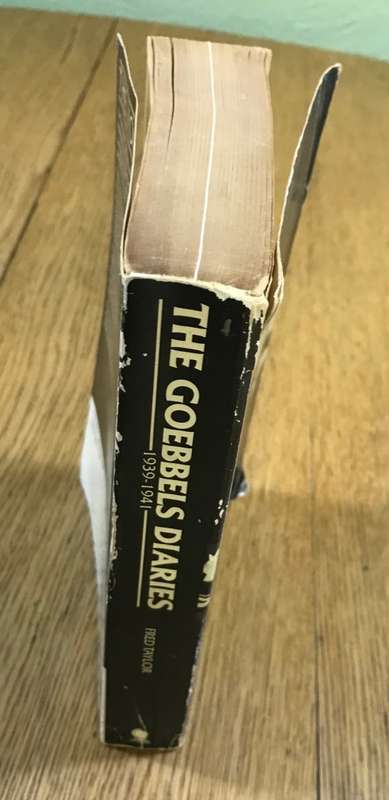 THE GOEBBELS DIARIES
1939-1941
FRED TAYLOR